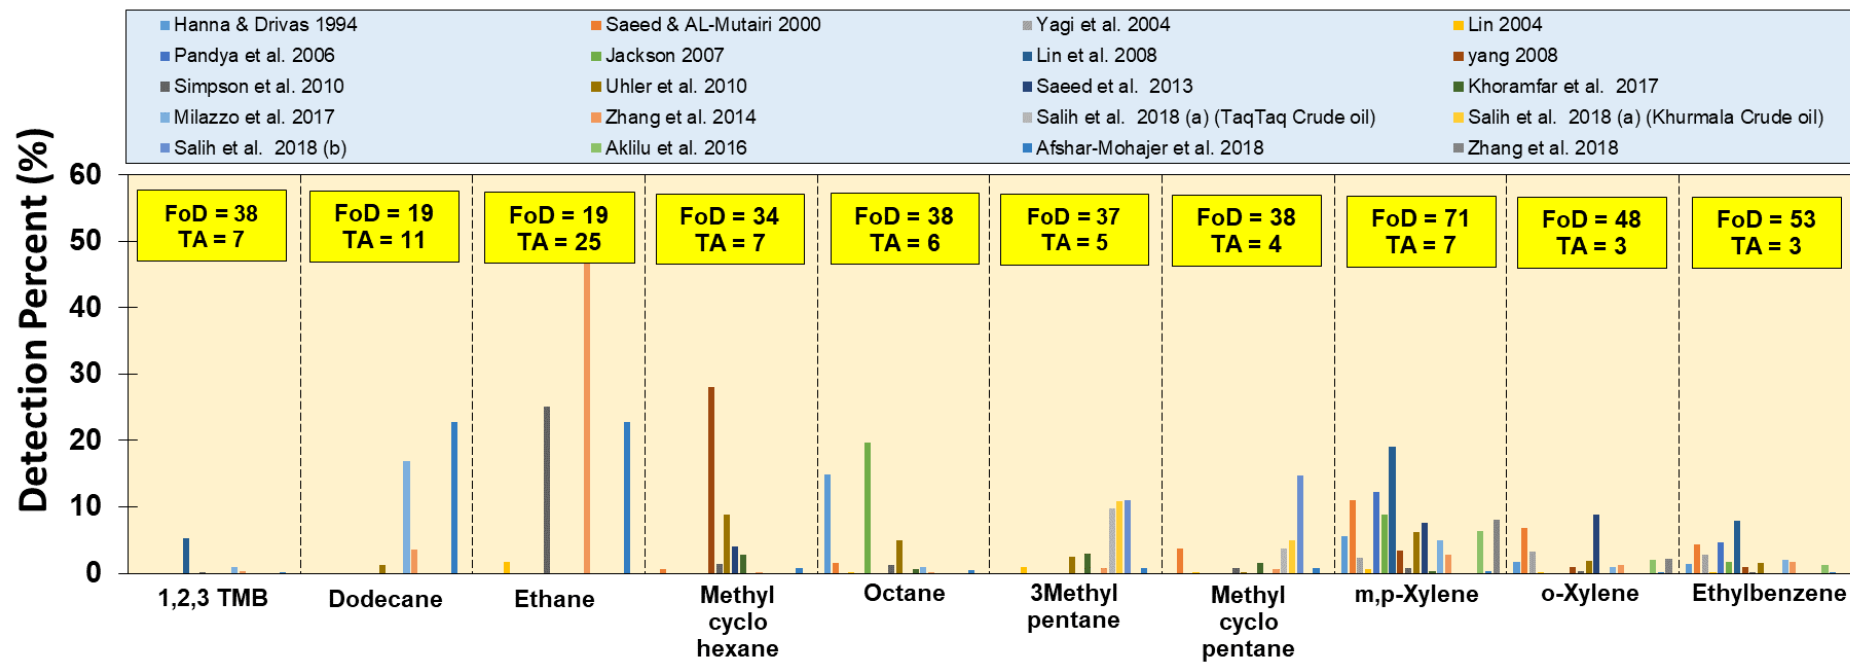 Hanna & Drivas 1994
Saeed & AL-Mutairi 2000
Yagi et al. 2004
Lin 2004
Pandya et al. 2006
Jackson 2007
Lin et al. 2008
yang 2008
Simpson et al. 2010
Uhler et al. 2010
Saeed et al. 2013
Khoramfar et al. 2017
Milazzo et al. 2017
Zhang et al. 2014
Salih et al. 2018 (a) (TaqTaq Crude oil)
Salih et al. 2018 (a) (Khurmala Crude oil)
Salih et al. 2018 (b)
Aklilu et al. 2016
Afshar-Mohajer et al. 2018
Zhang et al. 2018
Detection Percent (%)
60
50
40
30
20
10
0
FoD = 38
TA = 7
FoD = 19
TA = 11
FoD = 19
TA = 25
FoD = 34
TA = 7
FoD = 38
TA = 6
FoD = 37
TA = 5
FoD = 38
TA = 4
FoD = 71
TA = 7
FoD = 48
TA = 3
FoD = 53
TA = 3
1,2,3 TMB
Dodecane
Ethane
Methyl
cyclo
hexane
Octane
3Methyl
pentane
Methyl
cyclo
pentane
m,p-Xylene
o-Xylene
Ethylbenzene